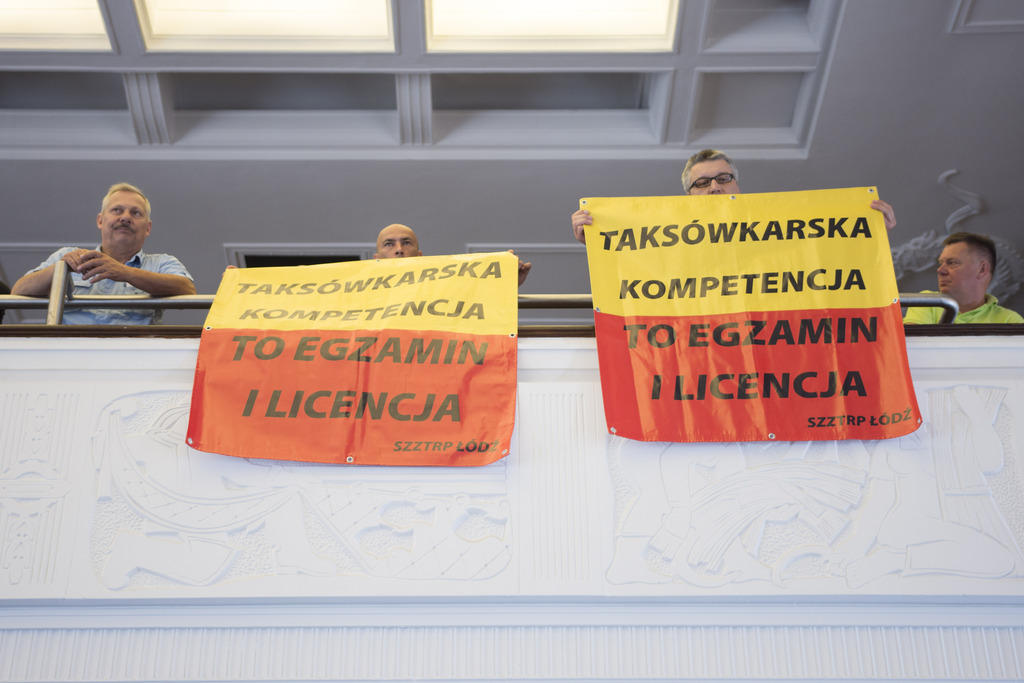 TAKSÓWKARSKA
KOMPETENCJA
TO EGZAMIN
I LICENCJA
SZZTRP ŁÓDŹ
TAKSÓWKARSKA
KOMPETENCJA
TO EGZAMIN
I LICENCJA
SZZTRP ŁÓDŹ